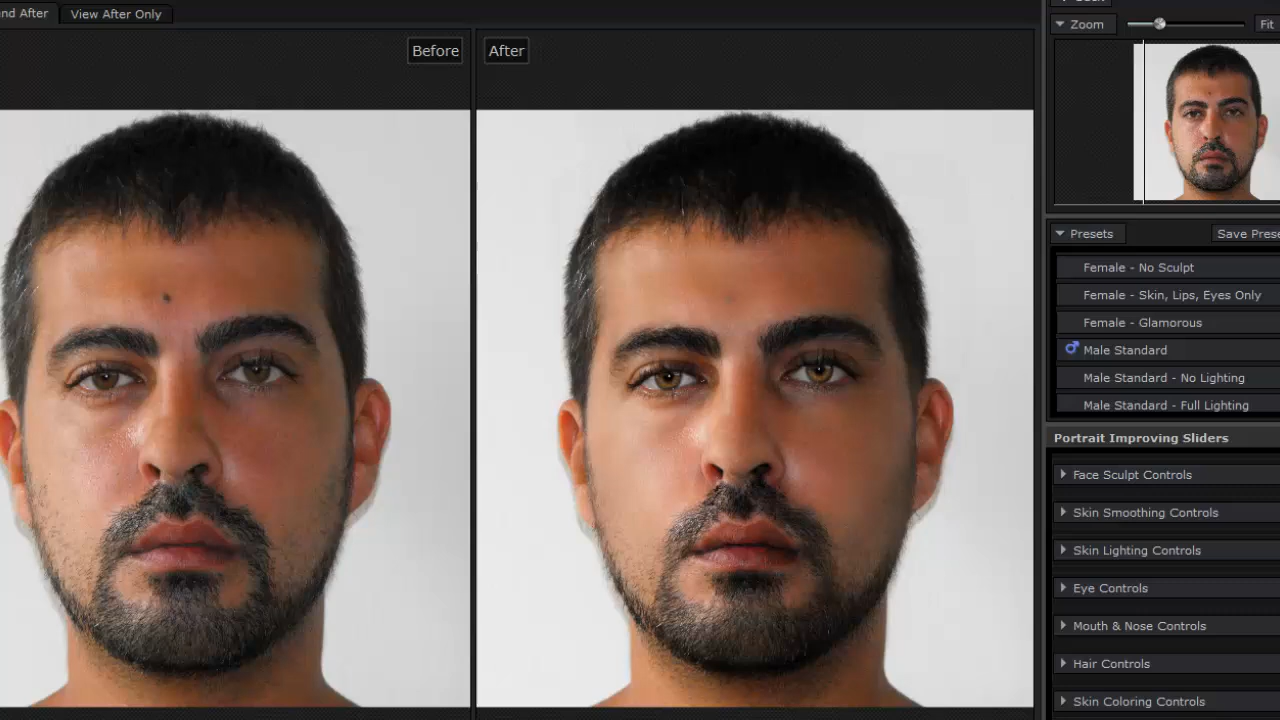 nd After
View After Only
Before
After
Zoom
Fit
Presets
Save Prese
Female - No Sculpt
Female - Skin, Lips, Eyes Only
Female - Glamorous
Male Standard
Male Standard - No Lighting
Male Standard - Full Lighting
Portrait Improving Sliders
Face Sculpt Controls
Skin Smoothing Controls
Skin Lighting Controls
Eye Controls
Mouth & Nose Controls
Hair Controls
Skin Coloring Controls